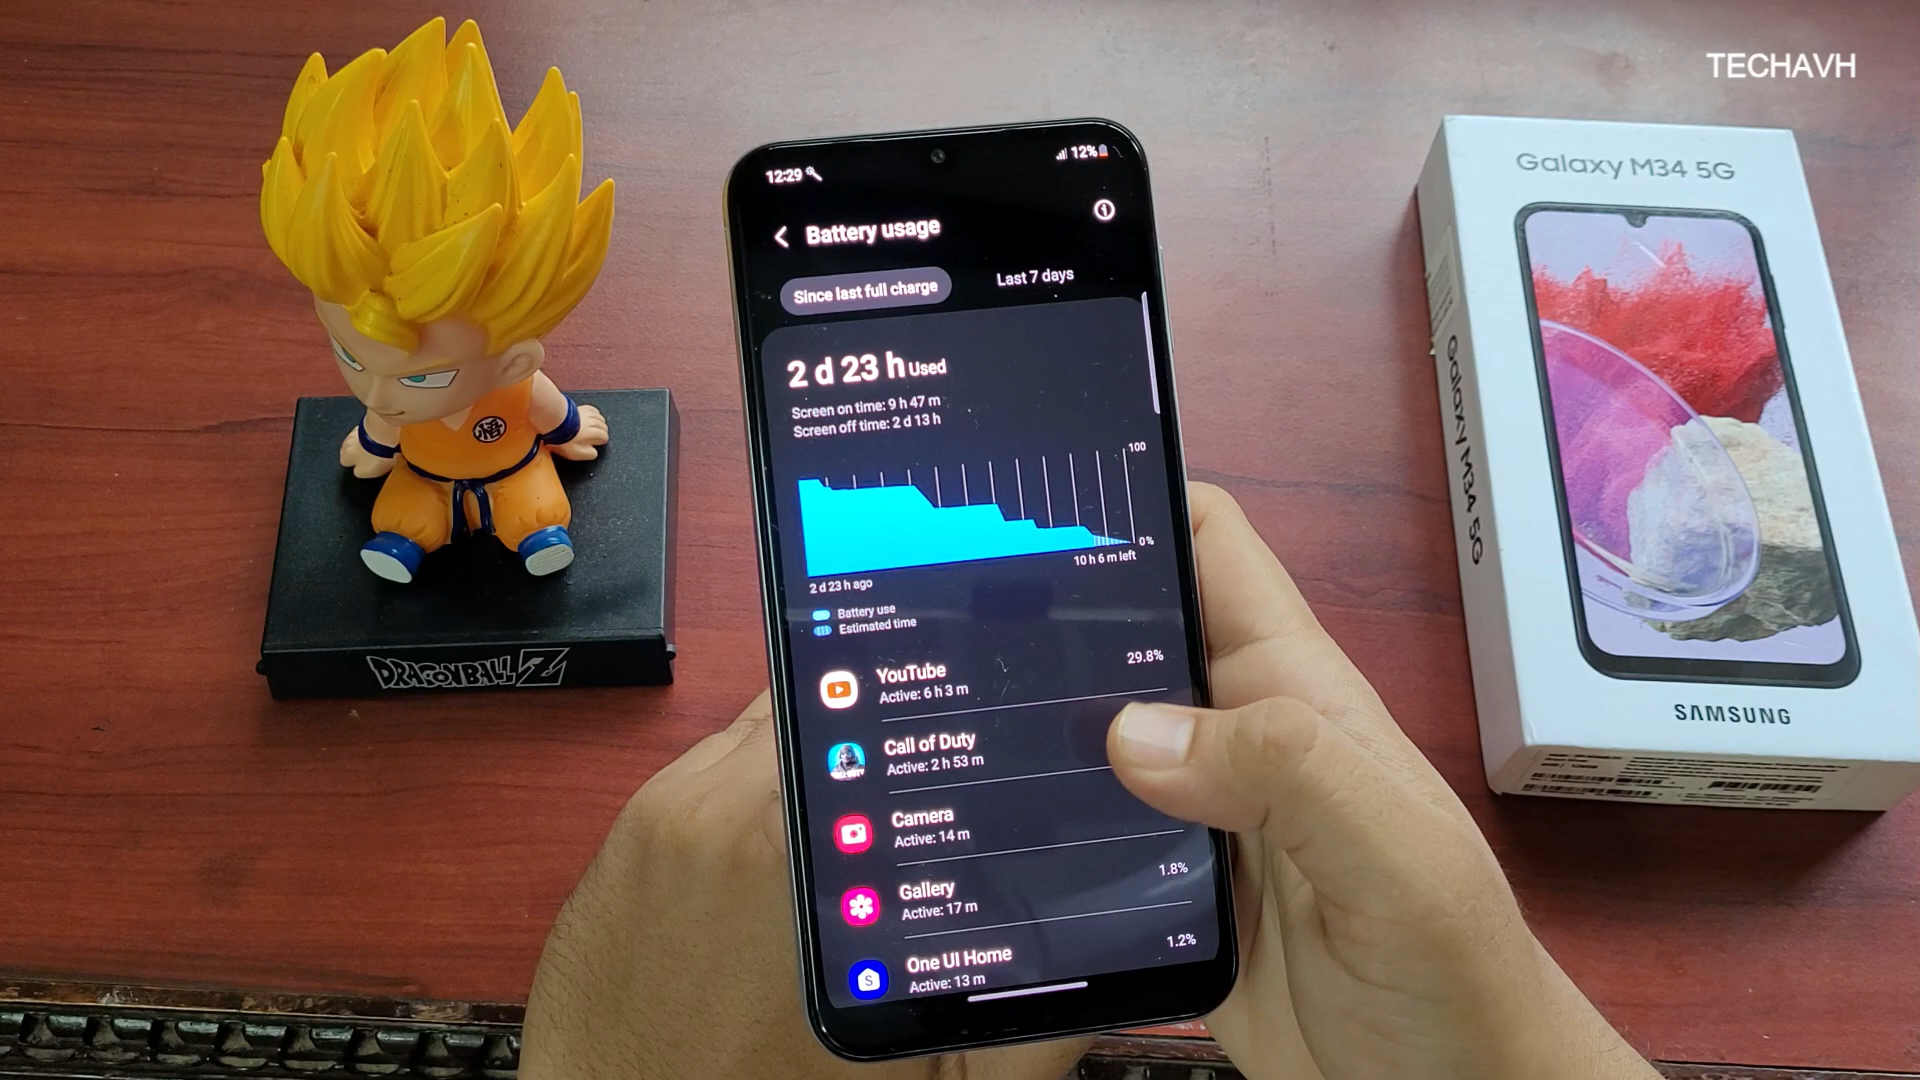 TECHAVH
12:29
12%
Battery usage
Since last full charge
Last 7 days
2 d 23 h Used
Screen on time: 9 h 47 m
Screen off time: 2 d 13 h
100
0%
10 h 6 m left
2 d 23 h ago
Battery use
Estimated time
YouTube
29.8%
Active: 6 h 3 m
Call of Duty
Active: 2 h 53 m
Camera
Active: 14 m
Gallery
1.8%
Active: 17 m
One UI Home
1.2%
Active: 13 m
悟
DRAGONBALL Z
Galaxy M34 5G
Galaxy M34 5G
SAMSUNG